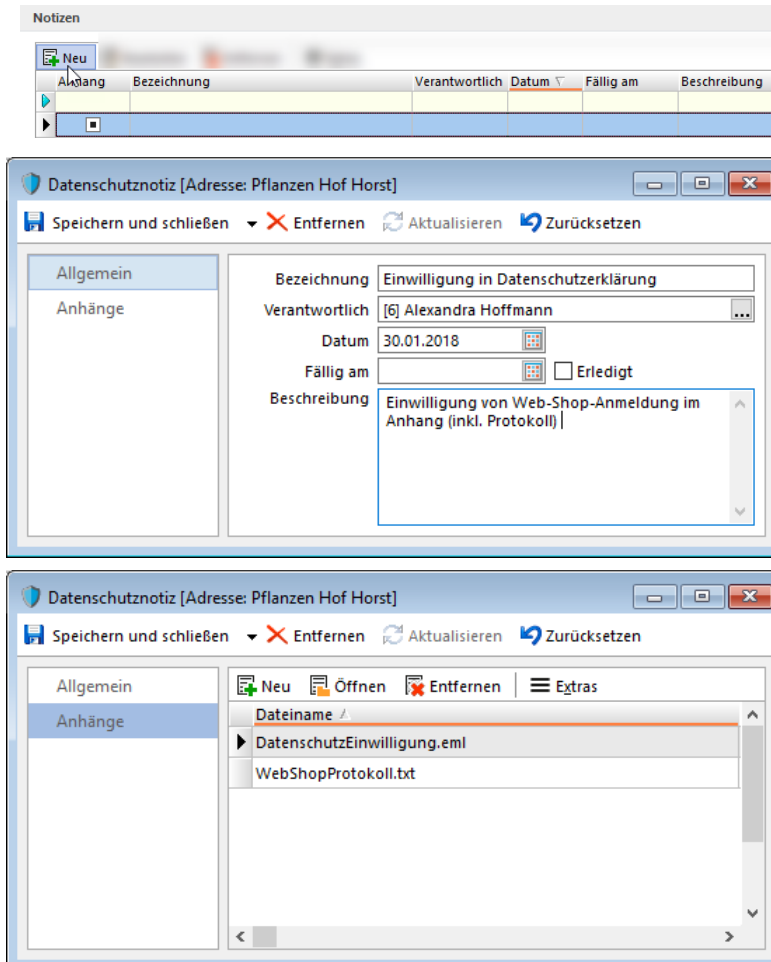 Notizen
Neu
Anhang Bezeichnung Verantwortlich Datum Fällig am Beschreibung
Datenschutznotiz [Adresse: Pflanzen Hof Horst]
Speichern und schließen Entfernen Aktualisieren Zurücksetzen
Allgemein
Anhänge
Bezeichnung Einwilligung in Datenschutzerklärung
Verantwortlich [6] Alexandra Hoffmann ...
Datum 30.01.2018
Fällig am Erledigt
Beschreibung Einwilligung von Web-Shop-Anmeldung im
Anhang (inkl. Protokoll)
Datenschutznotiz [Adresse: Pflanzen Hof Horst]
Speichern und schließen Entfernen Aktualisieren Zurücksetzen
Allgemein
Anhänge
Neu Öffnen Entfernen Extras
Dateiname
DatenschutzEinwilligung.eml
WebShopProtokoll.txt